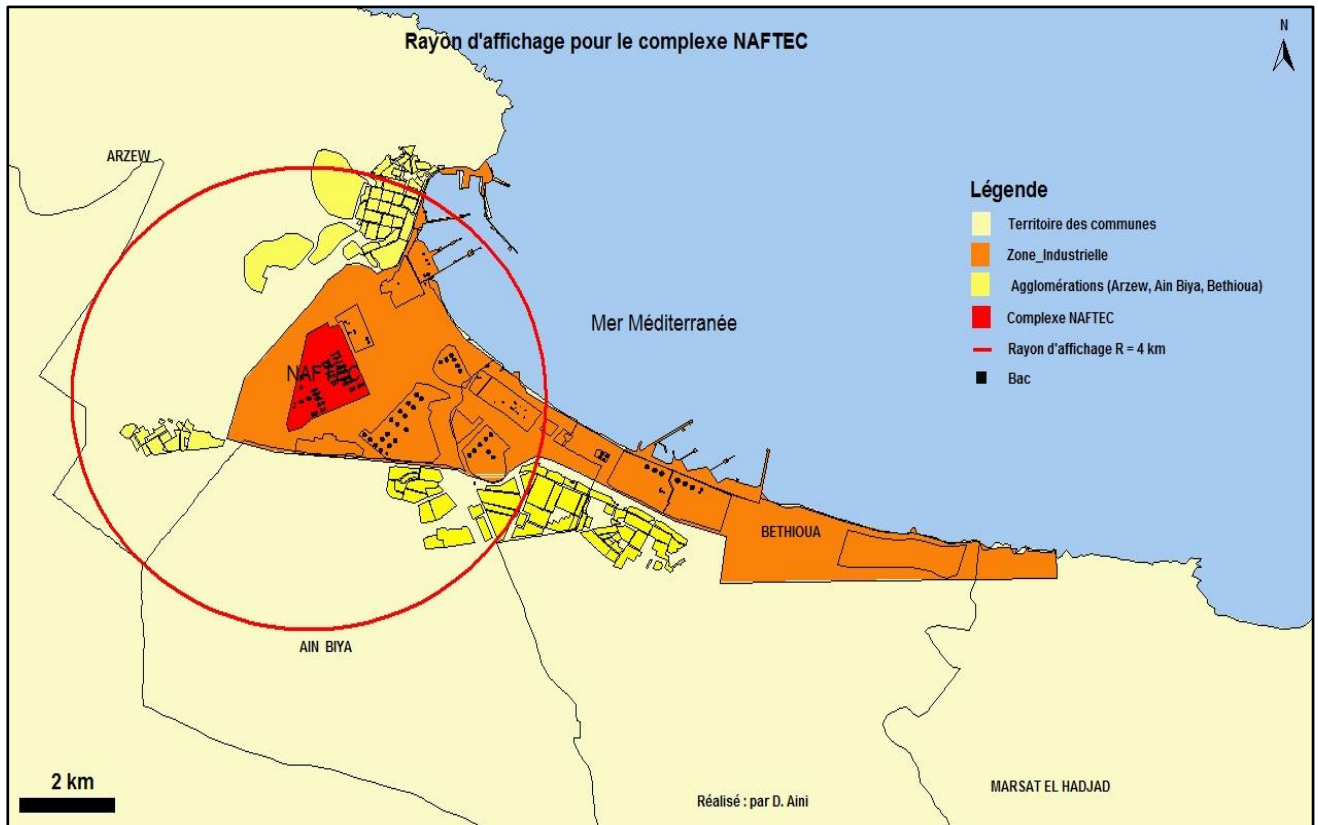 Rayon d'affichage pour le complexe NAFTEC
N
ARZEW
Légende
Territoire des communes
Zone_Industrielle
Agglomérations (Arzew, Ain Biya, Bethioua)
Complexe NAFTEC
Rayon d'affichage R = 4 km
Bac
Mer Méditerranée
NAFTEC
BETHIOUA
AIN BIYA
2 km
Réalisé : par D. Aini
MARSAT EL HADJAD